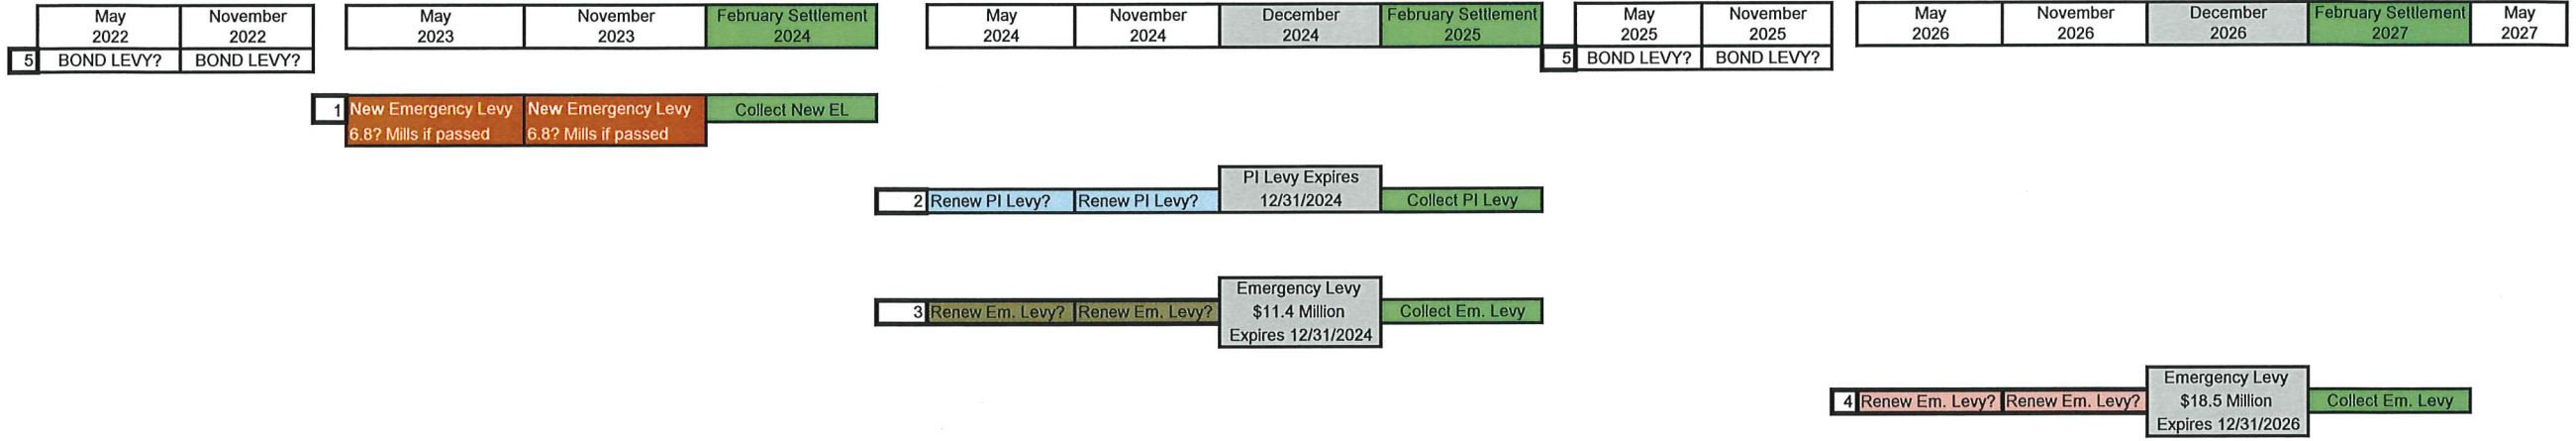 May November May November February Settlement May November December February Settlement May November May November December February Settlement May
2022 2022 2023 2023 2024 2024 2024 2024 2025 2025 2025 2026 2026 2026 2027 2027
5 BOND LEVY? BOND LEVY? 5 BOND LEVY? BOND LEVY?
1 New Emergency Levy New Emergency Levy Collect New EL
6.8? Mills if passed 6.8? Mills if passed
PI Levy Expires
2 Renew PI Levy? Renew PI Levy? 12/31/2024 Collect PI Levy
Emergency Levy
3 Renew Em. Levy? Renew Em. Levy? $11.4 Million Collect Em. Levy
Expires 12/31/2024
Emergency Levy
4 Renew Em. Levy? Renew Em. Levy? $18.5 Million Collect Em. Levy
Expires 12/31/2026